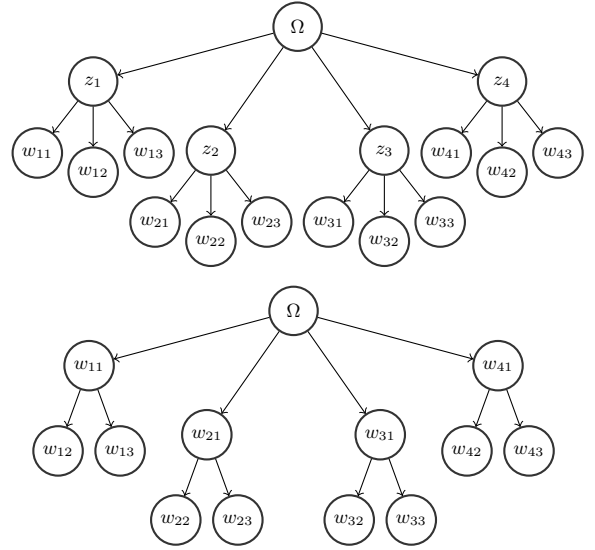 Ω
z₁ z₄
w₁₁ w₁₂ w₁₃ z₂ z₃ w₄₁ w₄₂ w₄₃
w₂₁ w₂₂ w₂₃ w₃₁ w₃₂ w₃₃
Ω
w₁₁ w₄₁
w₁₂ w₁₃ w₂₁ w₃₁ w₄₂ w₄₃
w₂₂ w₂₃ w₃₂ w₃₃